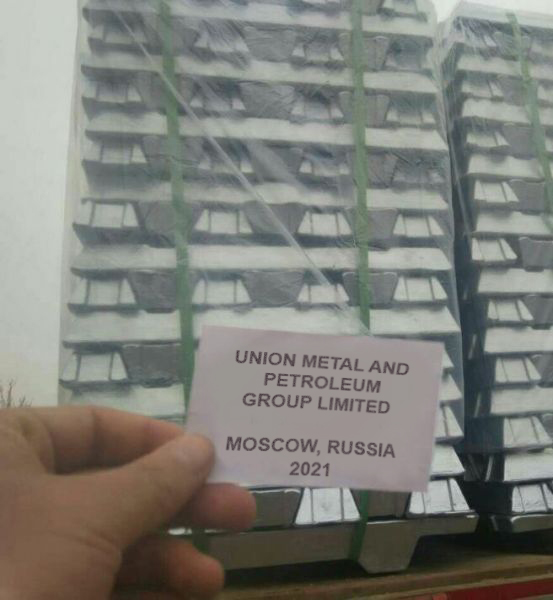 UNION METAL AND
PETROLEUM
GROUP LIMITED
MOSCOW, RUSSIA
2021